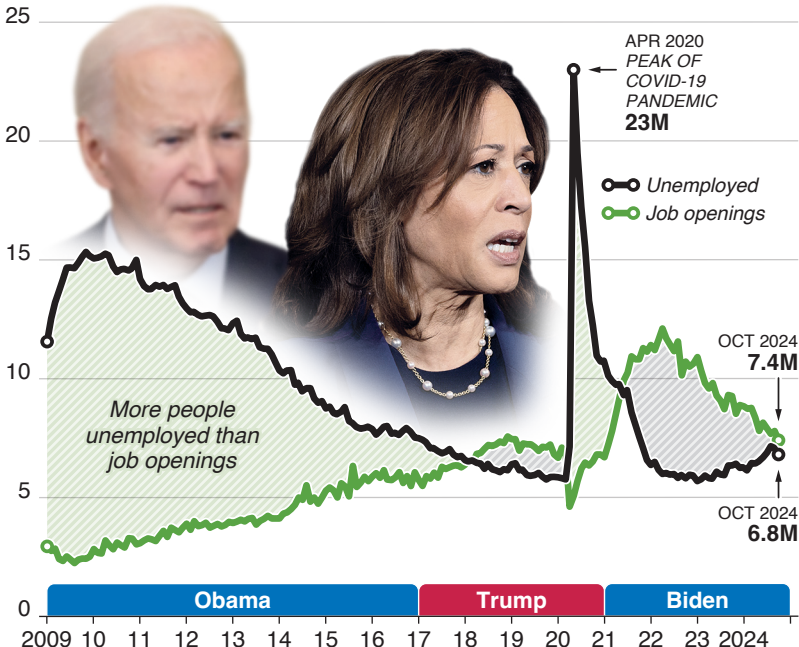 25
APR 2020
PEAK OF
COVID-19
PANDEMIC
23M
20
Unemployed
Job openings
15
OCT 2024
7.4M
10
More people
unemployed than
job openings
5
OCT 2024
6.8M
Obama
Trump
Biden
0
2009 10 11 12 13 14 15 16 17 18 19 20 21 22 23 2024